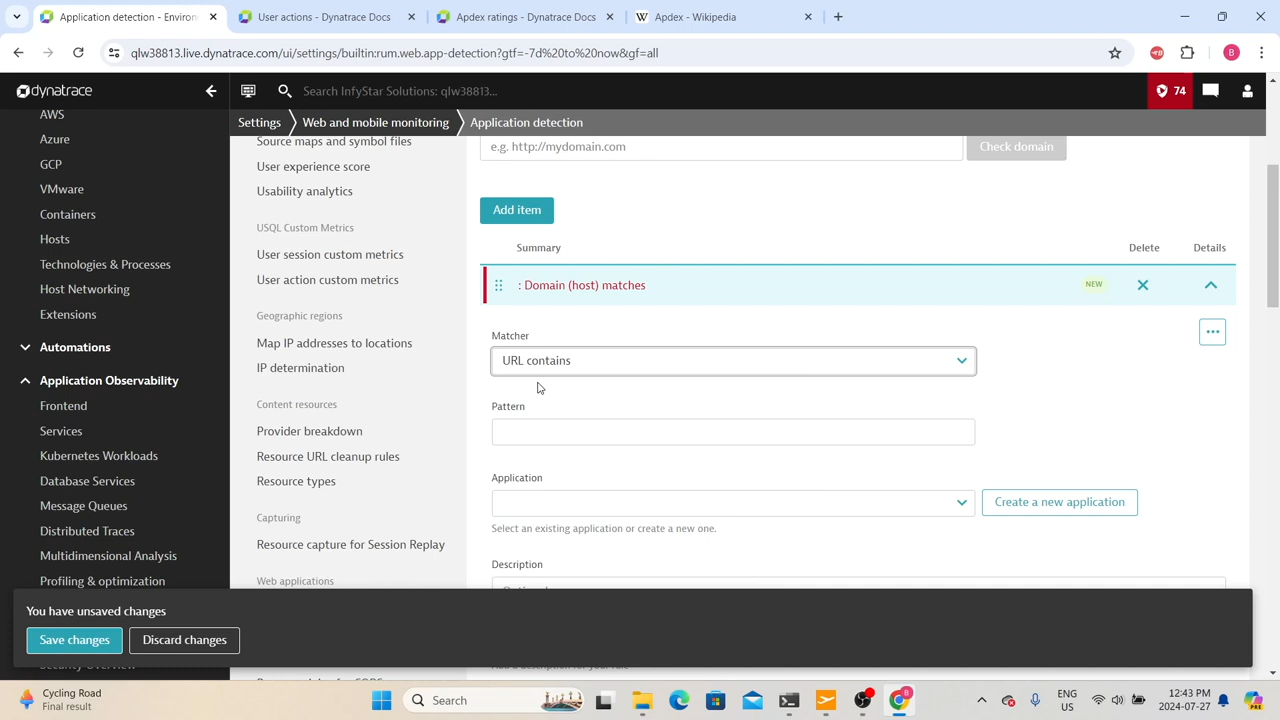 Application detection - Environ
User actions - Dynatrace Docs
Apdex ratings - Dynatrace Docs
W Apdex - Wikipedia
qlw38813.live.dynatrace.com/ui/settings/builtin:rum.web.app-detection?gtf=-7d%20to%20now&gf=all
B
dynatrace
Search InfyStar Solutions: qlw38813...
74
Settings
Web and mobile monitoring
Application detection
AWS
Azure
GCP
VMware
Containers
Hosts
Technologies & Processes
Host Networking
Extensions
Automations
Application Observability
Frontend
Services
Kubernetes Workloads
Database Services
Message Queues
Distributed Traces
Multidimensional Analysis
Profiling & optimization
Source maps and symbol files
User experience score
Usability analytics
USQL Custom Metrics
User session custom metrics
User action custom metrics
Geographic regions
Map IP addresses to locations
IP determination
Content resources
Provider breakdown
Resource URL cleanup rules
Resource types
Capturing
Resource capture for Session Replay
Web applications
e.g. http://mydomain.com
Check domain
Add item
Summary
Delete
Details
: Domain (host) matches
NEW
Matcher
URL contains
Pattern
Application
Create a new application
Select an existing application or create a new one.
Description
You have unsaved changes
Save changes
Discard changes
Cycling Road
Final result
Search
ENG
US
12:43 PM
2024-07-27